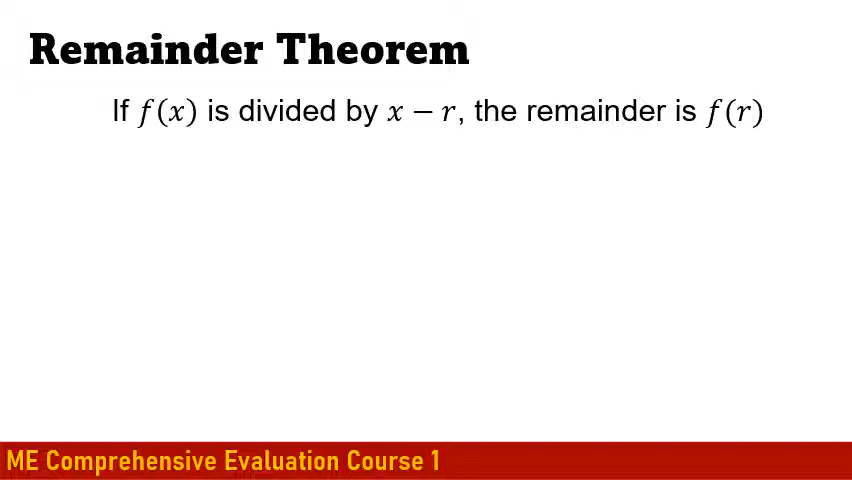 Remainder Theorem
If f(x) is divided by x − r, the remainder is f(r)
ME Comprehensive Evaluation Course 1